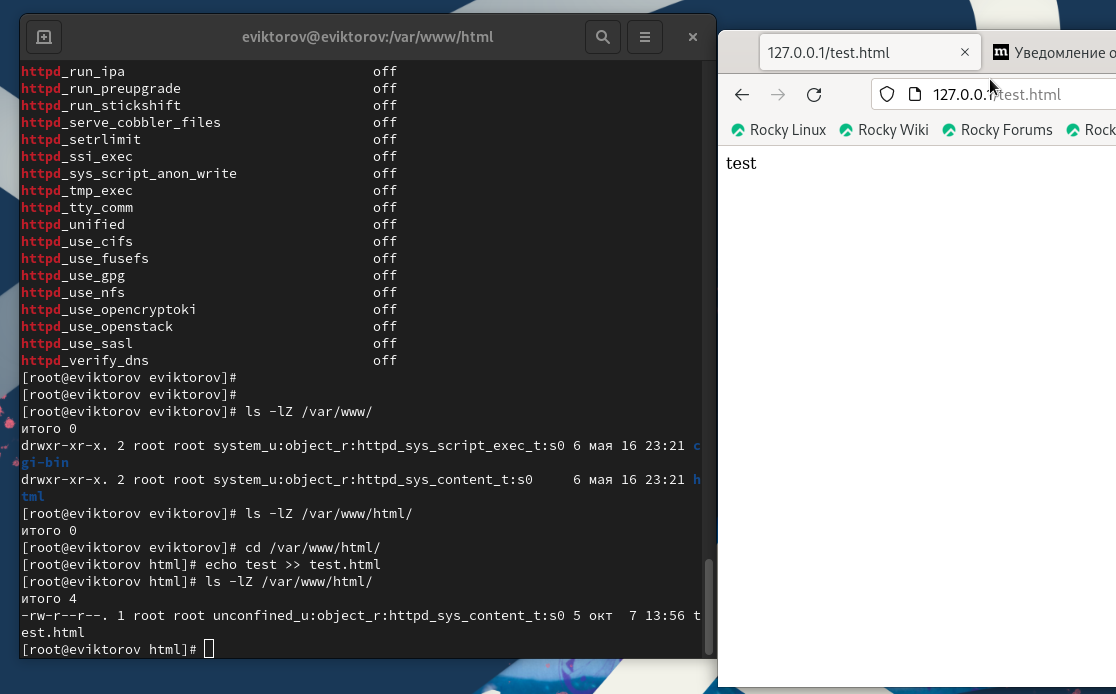 eviktorov@eviktorov:/var/www/html
httpd_run_ipa off
httpd_run_preupgrade off
httpd_run_stickshift off
httpd_serve_cobbler_files off
httpd_setrlimit off
httpd_ssi_exec off
httpd_sys_script_anon_write off
httpd_tmp_exec off
httpd_tty_comm off
httpd_unified off
httpd_use_cifs off
httpd_use_fusefs off
httpd_use_gpg off
httpd_use_nfs off
httpd_use_opencryptoki off
httpd_use_openstack off
httpd_use_sasl off
httpd_verify_dns off
[root@eviktorov eviktorov]#
[root@eviktorov eviktorov]#
[root@eviktorov eviktorov]# ls -lZ /var/www/
итого 0
drwxr-xr-x. 2 root root system_u:object_r:httpd_sys_script_exec_t:s0 6 мая 16 23:21 c
gi-bin
drwxr-xr-x. 2 root root system_u:object_r:httpd_sys_content_t:s0 6 мая 16 23:21 h
tml
[root@eviktorov eviktorov]# ls -lZ /var/www/html/
итого 0
[root@eviktorov eviktorov]# cd /var/www/html/
[root@eviktorov html]# echo test >> test.html
[root@eviktorov html]# ls -lZ /var/www/html/
итого 4
-rw-r--r--. 1 root root unconfined_u:object_r:httpd_sys_content_t:s0 5 окт 7 13:56 t
est.html
[root@eviktorov html]#
127.0.0.1/test.html
m Уведомление о
127.0.0.1/test.html
Rocky Linux Rocky Wiki Rocky Forums Rock
test